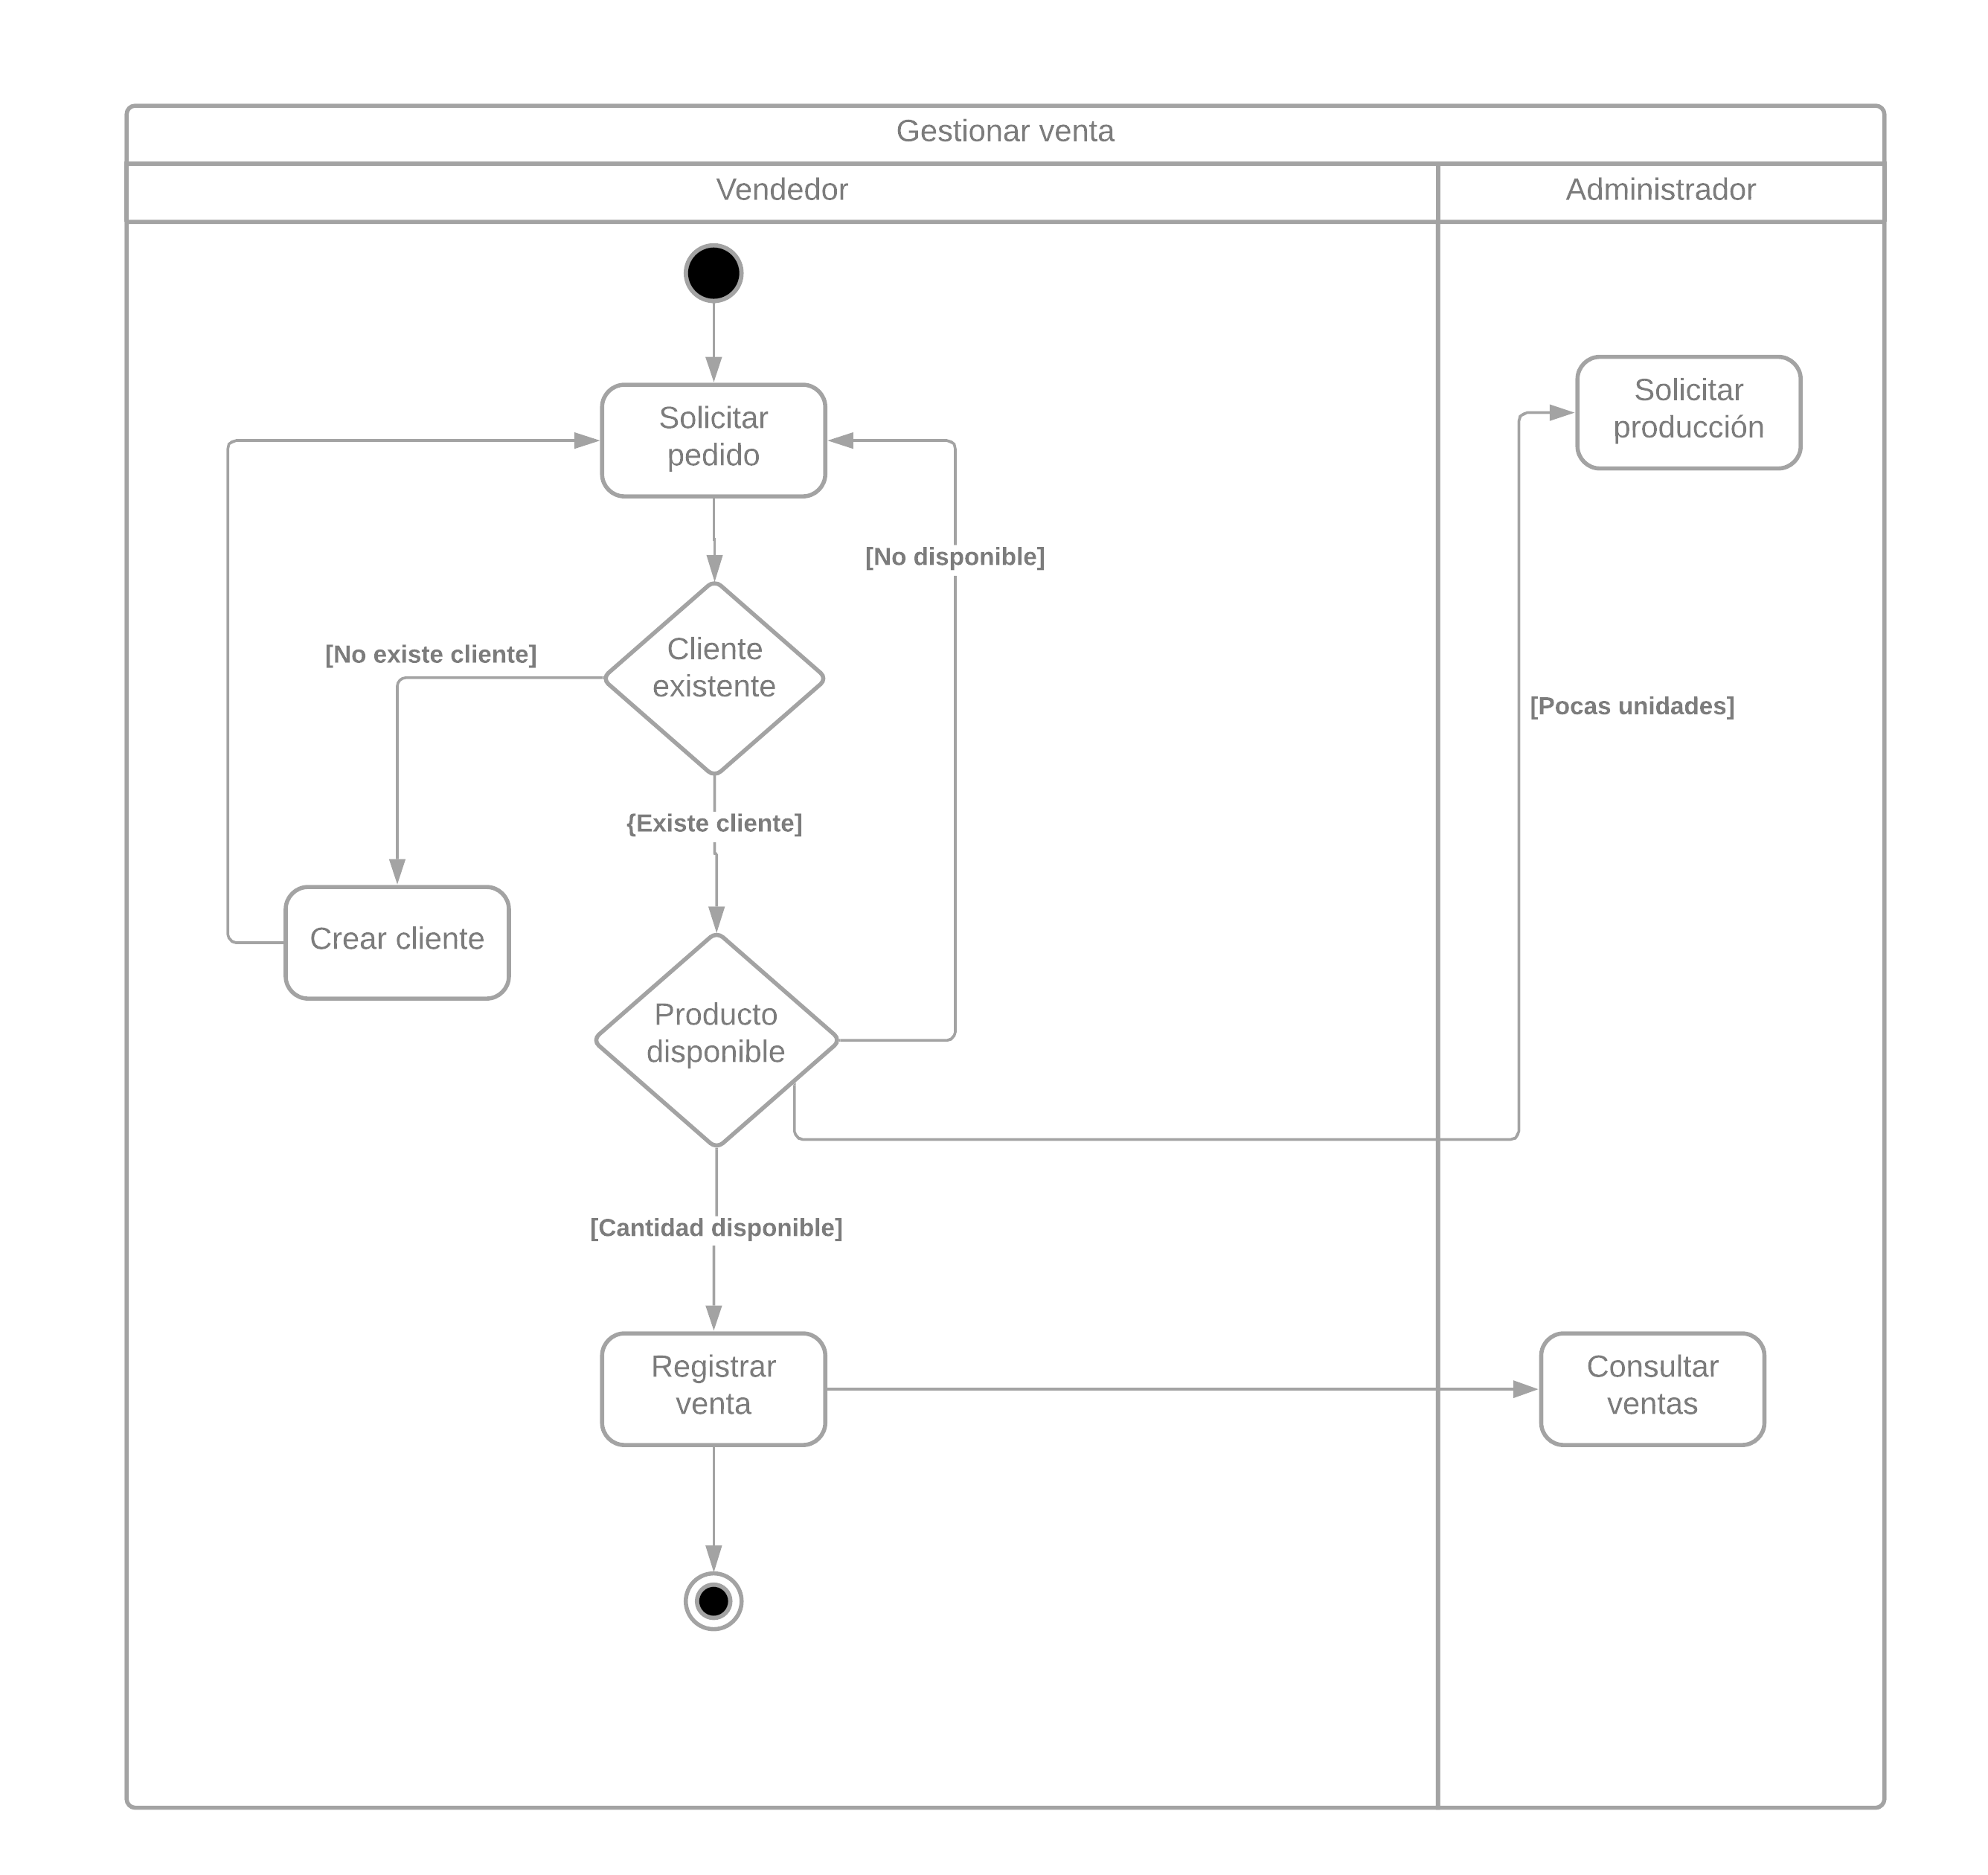 Gestionar venta
Vendedor
Administrador
Solicitar
pedido
Solicitar
producción
[No disponible]
Cliente
existente
[No existe cliente]
[Pocas unidades]
{Existe cliente]
Crear cliente
Producto
disponible
[Cantidad disponible]
Registrar
venta
Consultar
ventas